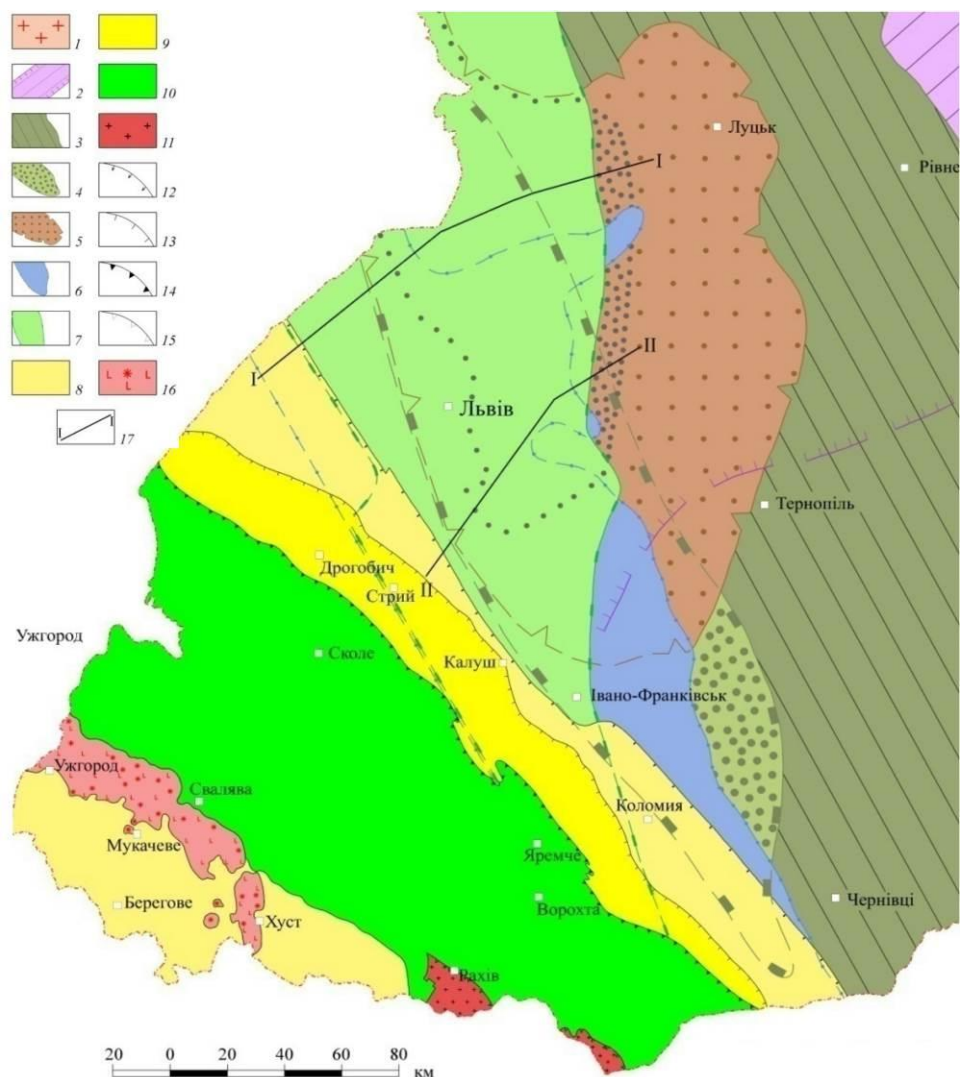 1
9
2
10
3
11
4
12
5
13
6
14
7
15
8
16
I
I
17
Луцьк
Рівне
I
I
II
Львів
Тернопіль
Дрогобич
Стрий
II
Ужгород
Сколе
Калуш
Івано-Франківськ
Ужгород
Свалява
Коломия
Мукачеве
Яремче
Берегове
Ворохта
Чернівці
Хуст
Рахів
20 0 20 40 60 80
км